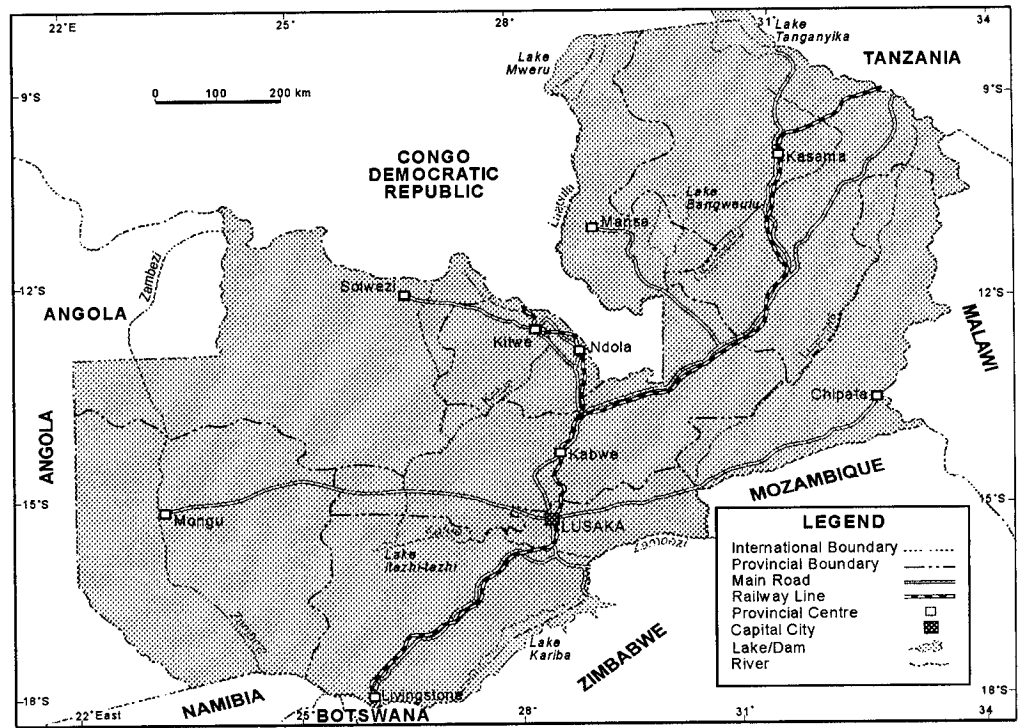 22°E
25
28
31
34
Lake
Tanganyika
TANZANIA
Lake
Mweru
9°S
9°S
0 100 200 km
CONGO
DEMOCRATIC
REPUBLIC
Kasama
Lake
Bangweulu
Luapula
Mansa
Zambezi
Solwezi
12°S
12°S
ANGOLA
Kitwe
Ndola
MALAWI
Chipata
ANGOLA
Kabwe
MOZAMBIQUE
15°S
15°S
Mongu
LUSAKA
Lake
Itezhi-tezhi
LEGEND
International Boundary
Provincial Boundary
Main Road
Railway Line
Provincial Centre
Capital City
Lake/Dam
River
Lake
Kariba
ZIMBABWE
Livingstone
18°S
18°S
NAMIBIA
BOTSWANA
22°East
25
28
31
34